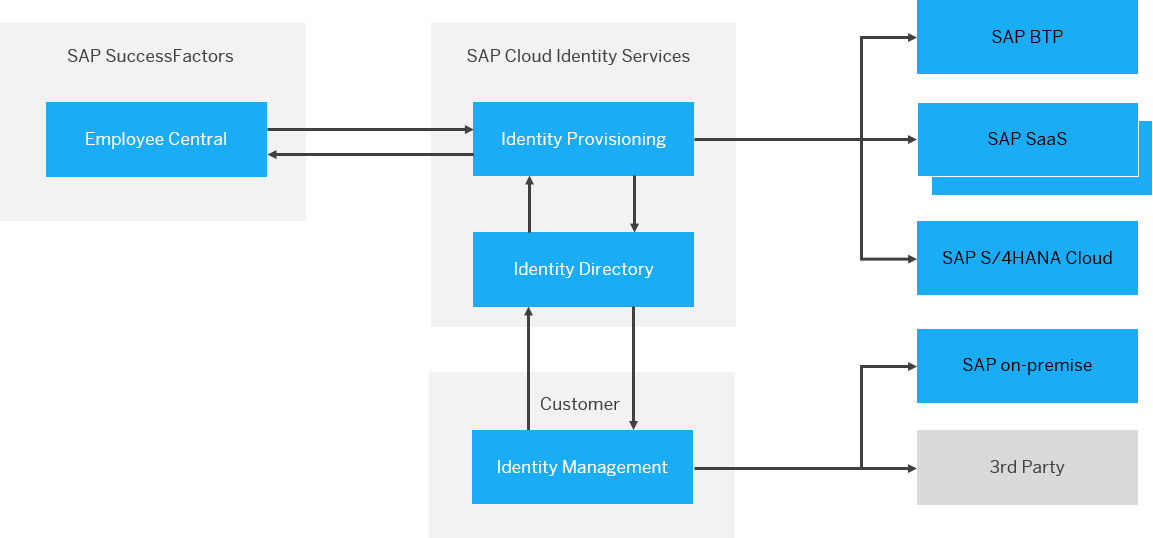 SAP SuccessFactors
Employee Central
SAP Cloud Identity Services
Identity Provisioning
Identity Directory
Customer
Identity Management
SAP BTP
SAP SaaS
SAP S/4HANA Cloud
SAP on-premise
3rd Party